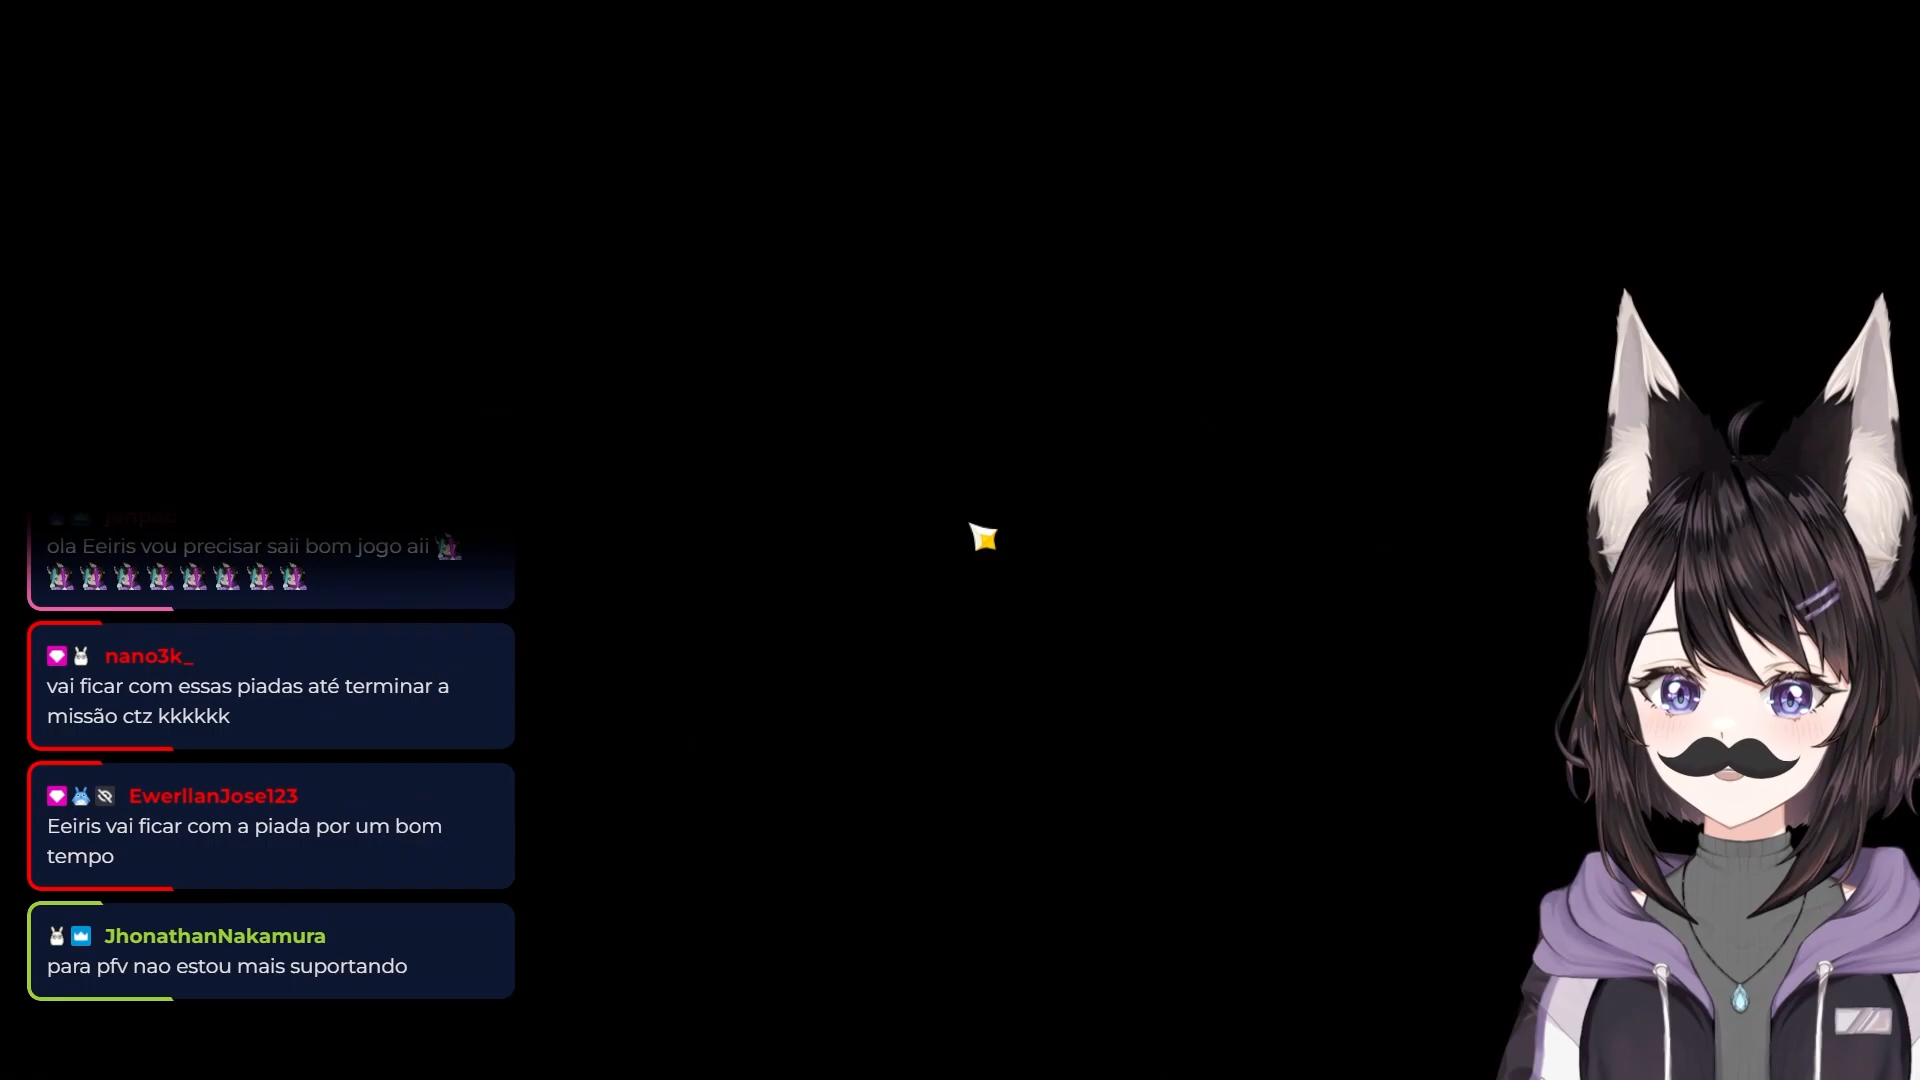 ola Eeiris vou precisar saii bom jogo aii
nano3k_
vai ficar com essas piadas até terminar a
missão ctz kkkkkk
EwerllanJose123
Eeiris vai ficar com a piada por um bom
tempo
JhonathanNakamura
para pfv nao estou mais suportando